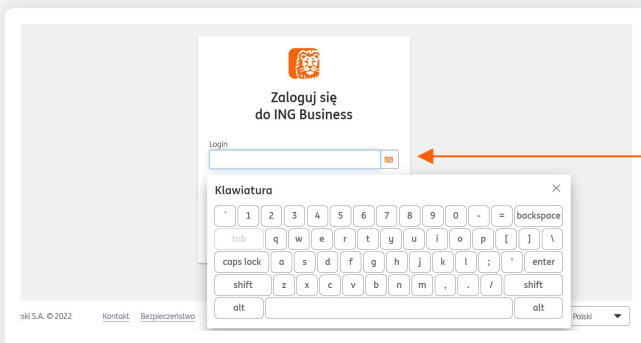 Zaloguj się
do ING Business
Login
Klawiatura
` 1 2 3 4 5 6 7 8 9 0 - = backspace
tab q w e r t y u i o p [ ] \
caps lock a s d f g h j k l ; ' enter
shift z x c v b n m , . / shift
alt alt
S.A. © 2022 Kontakt Bezpieczeństwo Polski